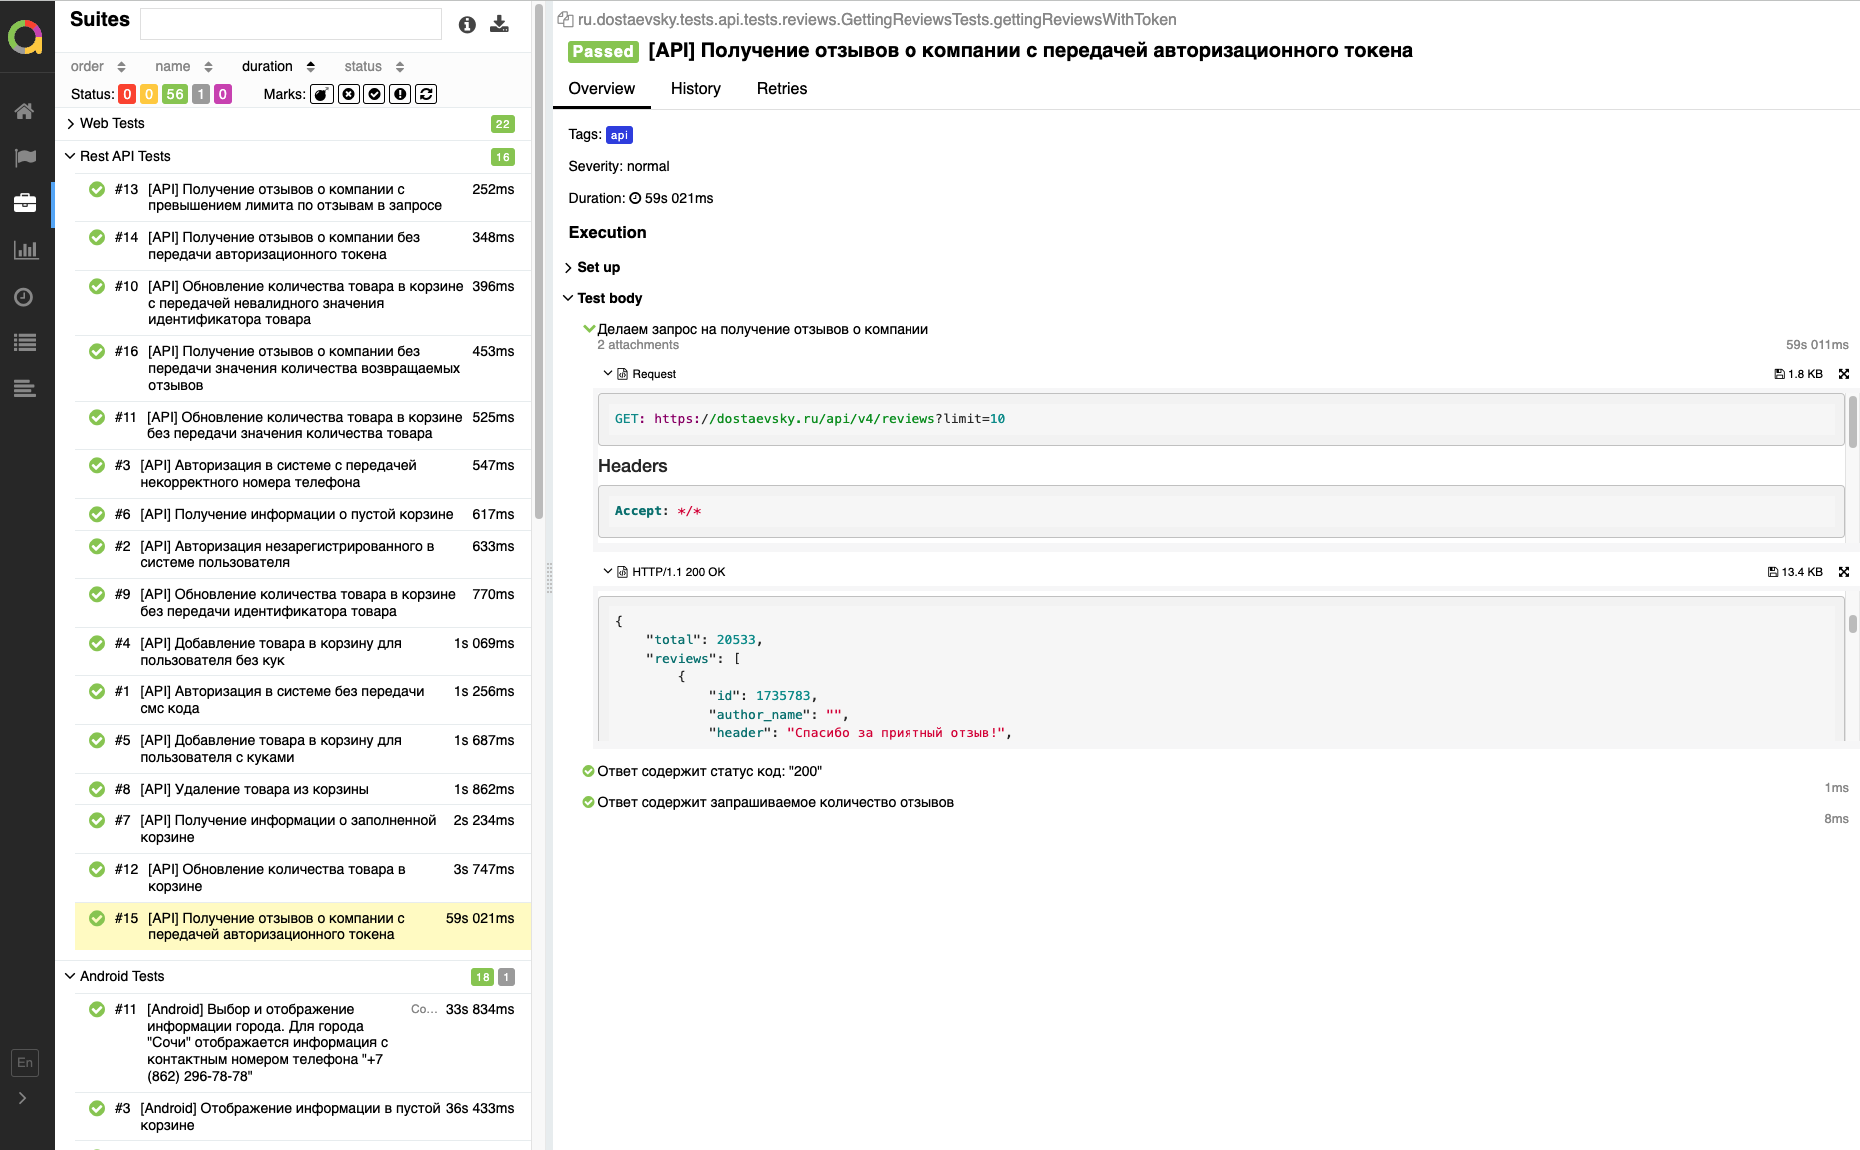 Suites
order name duration status
Status: 0 0 56 1 0 Marks:
Web Tests 22
Rest API Tests 16
#13 [API] Получение отзывов о компании с 252ms
превышением лимита по отзывам в запросе
#14 [API] Получение отзывов о компании без 348ms
передачи авторизационного токена
#10 [API] Обновление количества товара в корзине 396ms
с передачей невалидного значения
идентификатора товара
#16 [API] Получение отзывов о компании без 453ms
передачи значения количества возвращаемых
отзывов
#11 [API] Обновление количества товара в корзине 525ms
без передачи значения количества товара
#3 [API] Авторизация в системе с передачей 547ms
некорректного номера телефона
#6 [API] Получение информации о пустой корзине 617ms
#2 [API] Авторизация незарегистрированного в 633ms
системе пользователя
#9 [API] Обновление количества товара в корзине 770ms
без передачи идентификатора товара
#4 [API] Добавление товара в корзину для 1s 069ms
пользователя без кук
#1 [API] Авторизация в системе без передачи 1s 256ms
смс кода
#5 [API] Добавление товара в корзину для 1s 687ms
пользователя с куками
#8 [API] Удаление товара из корзины 1s 862ms
#7 [API] Получение информации о заполненной 2s 234ms
корзине
#12 [API] Обновление количества товара в 3s 747ms
корзине
#15 [API] Получение отзывов о компании с 59s 021ms
передачей авторизационного токена
Android Tests 18 1
#11 [Android] Выбор и отображение Co... 33s 834ms
информации города. Для города
"Сочи" отображается информация с
контактным номером телефона "+7
(862) 296-78-78"
#3 [Android] Отображение информации в пустой 36s 433ms
корзине
En
ru.dostaevsky.tests.api.tests.reviews.GettingReviewsTests.gettingReviewsWithToken
Passed [API] Получение отзывов о компании с передачей авторизационного токена
Overview History Retries
Tags: api
Severity: normal
Duration: 59s 021ms
Execution
Set up
Test body
Делаем запрос на получение отзывов о компании
2 attachments 59s 011ms
Request 1.8 KB
GET: https://dostaevsky.ru/api/v4/reviews?limit=10
Headers
Accept: */*
HTTP/1.1 200 OK 13.4 KB
{
"total": 20533,
"reviews": [
{
"id": 1735783,
"author_name": "",
"header": "Спасибо за приятный отзыв!",
Ответ содержит статус код: "200"
1ms
Ответ содержит запрашиваемое количество отзывов
8ms